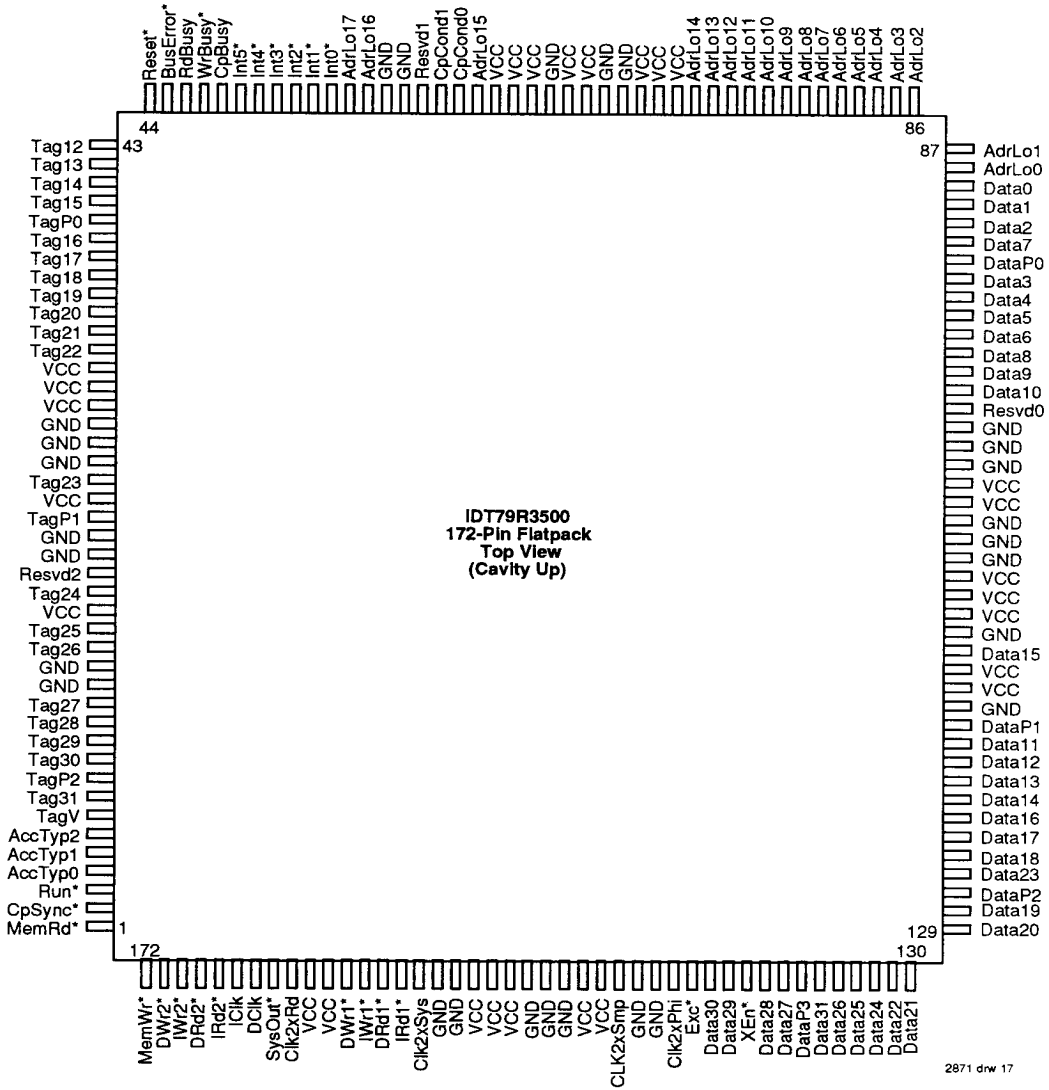 Reset*
BusError*
RdBusy
WrBusy*
CpBusy
Int5*
Int4*
Int3*
Int2*
Int1*
Int0*
AdrLo17
AdrLo16
GND
GND
Resvd1
CpCond1
CpCond0
AdrLo15
VCC
VCC
VCC
GND
VCC
VCC
GND
GND
VCC
VCC
VCC
AdrLo14
AdrLo13
AdrLo12
AdrLo11
AdrLo10
AdrLo9
AdrLo8
AdrLo7
AdrLo6
AdrLo5
AdrLo4
AdrLo3
AdrLo2
44
86
43
87
Tag12
Tag13
Tag14
Tag15
TagP0
Tag16
Tag17
Tag18
Tag19
Tag20
Tag21
Tag22
VCC
VCC
VCC
GND
GND
GND
Tag23
VCC
TagP1
GND
GND
Resvd2
Tag24
VCC
Tag25
Tag26
GND
GND
Tag27
Tag28
Tag29
Tag30
TagP2
Tag31
TagV
AccTyp2
AccTyp1
AccTyp0
Run*
CpSync*
MemRd*
IDT79R3500
172-Pin Flatpack
Top View
(Cavity Up)
AdrLo1
AdrLo0
Data0
Data1
Data2
Data7
DataP0
Data3
Data4
Data5
Data6
Data8
Data9
Data10
Resvd0
GND
GND
GND
VCC
VCC
GND
GND
GND
VCC
VCC
VCC
GND
Data15
VCC
VCC
GND
DataP1
Data11
Data12
Data13
Data14
Data16
Data17
Data18
Data23
DataP2
Data19
Data20
1
129
172
130
MemWr*
DWr2*
IWr2*
DRd2*
IRd2*
IClk
DClk
SysOut*
Clk2xRd
VCC
VCC
DWr1*
IWr1*
DRd1*
IRd1*
Clk2xSys
GND
GND
VCC
VCC
VCC
GND
GND
GND
VCC
VCC
CLK2xSmp
GND
GND
Clk2xPhi
Exc*
Data30
Data29
XEn*
Data28
Data27
DataP3
Data31
Data26
Data25
Data24
Data22
Data21
2871 drw 17